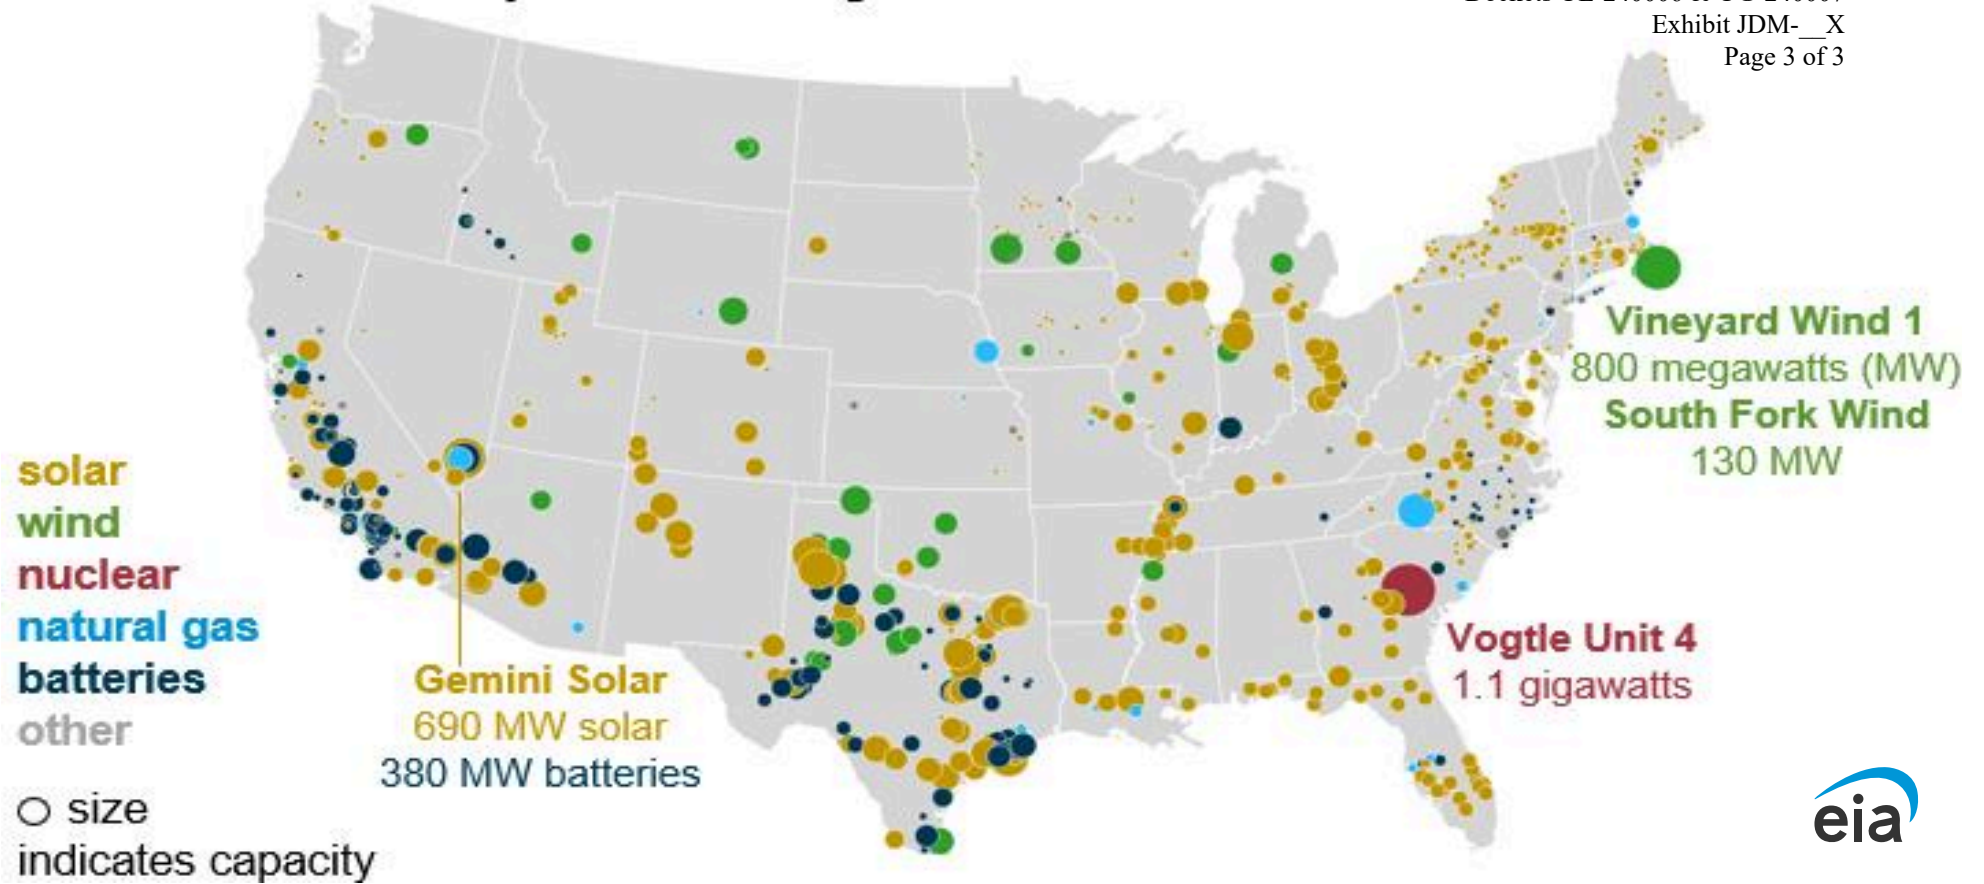 Exhibit JDM-__X
Page 3 of 3
Vineyard Wind 1
800 megawatts (MW)
South Fork Wind
130 MW
solar
wind
nuclear
natural gas
batteries
other
size
indicates capacity
Gemini Solar
690 MW solar
380 MW batteries
Vogtle Unit 4
1.1 gigawatts
eia